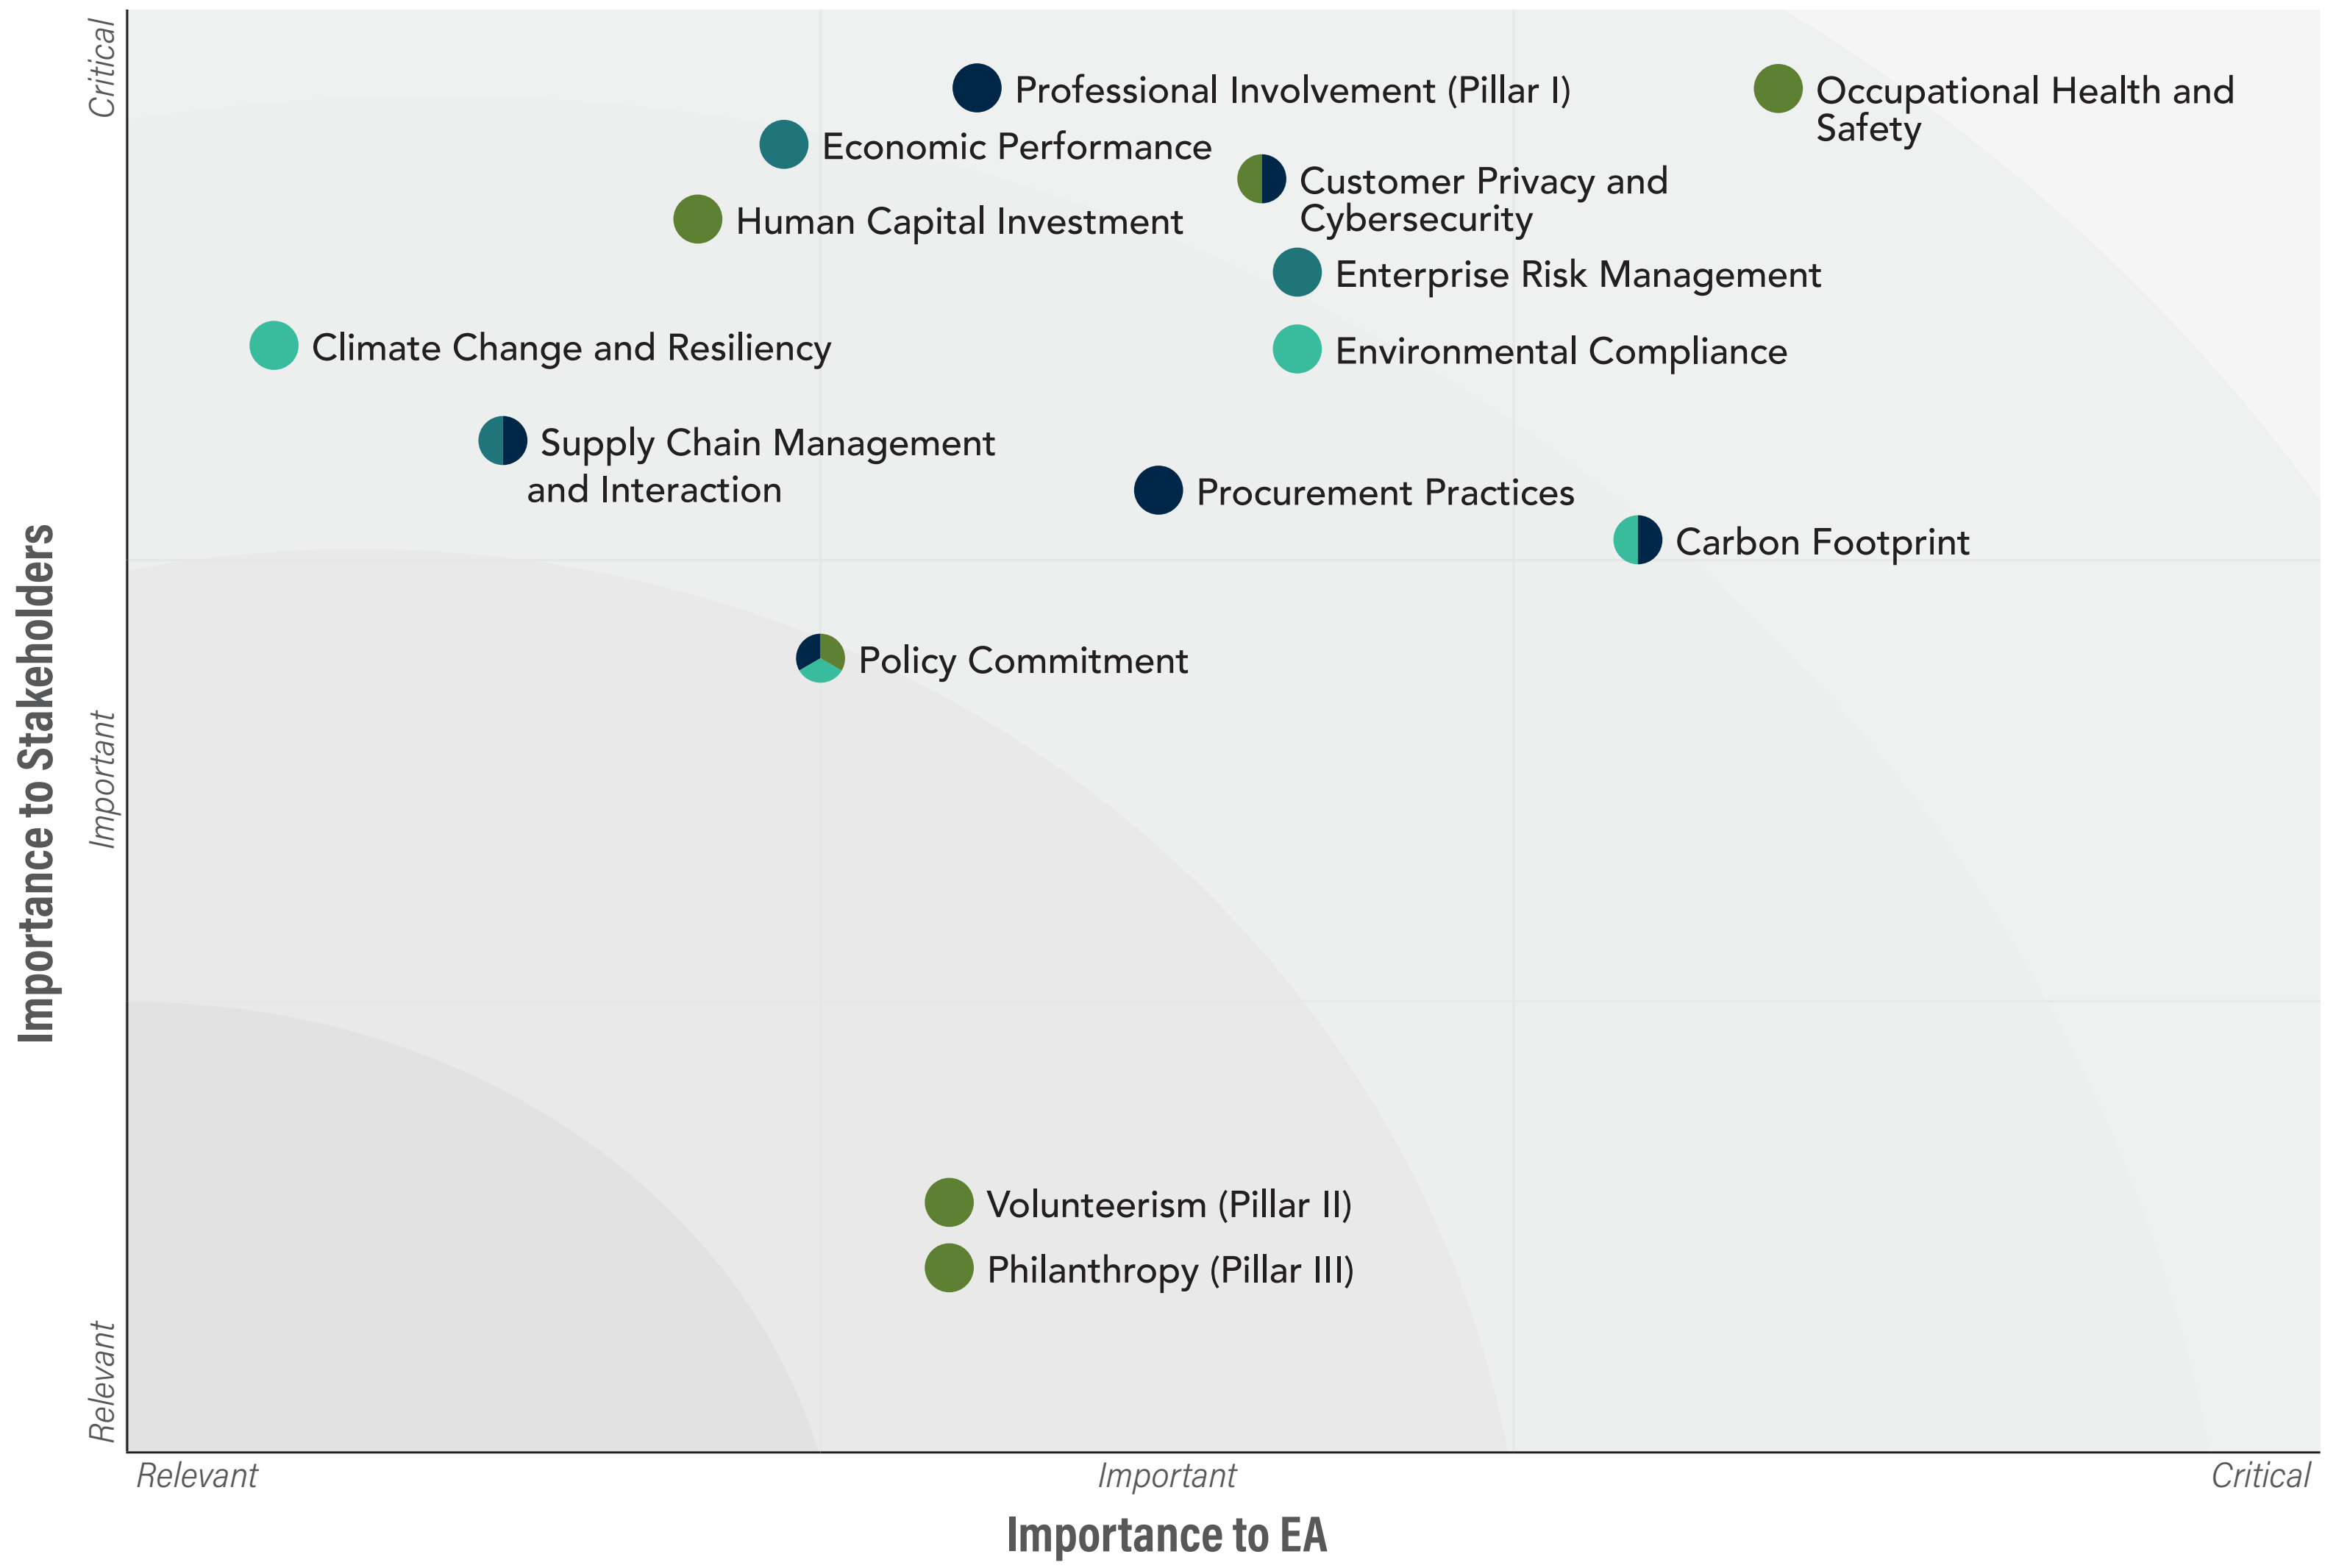 Critical
Professional Involvement (Pillar I)
Occupational Health and
Safety
Economic Performance
Customer Privacy and
Cybersecurity
Human Capital Investment
Enterprise Risk Management
Climate Change and Resiliency
Environmental Compliance
Supply Chain Management
and Interaction
Procurement Practices
Carbon Footprint
Importance to Stakeholders
Policy Commitment
Important
Volunteerism (Pillar II)
Philanthropy (Pillar III)
Relevant
Relevant
Important
Critical
Importance to EA